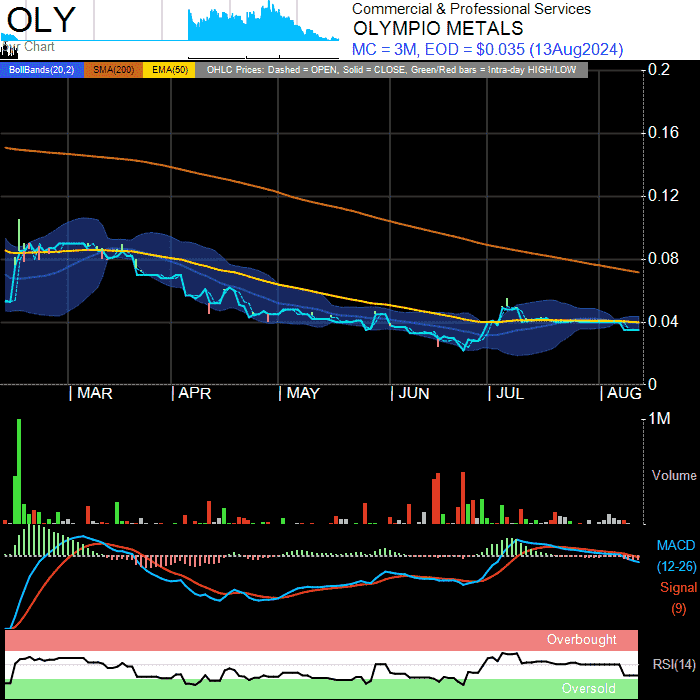 OLY
Commercial & Professional Services
OLYMPIO METALS
MC = 3M, EOD = $0.035 (13Aug2024)
Chart
BollBands(20,2) SMA(200) EMA(50) OHLC Prices: Dashed = OPEN, Solid = CLOSE, Green/Red bars = Intra-day HIGH/LOW
0.2
0.16
0.12
0.08
0.04
0
MAR APR MAY JUN JUL AUG
1M
Volume
MACD
(12-26)
Signal
(9)
Overbought
RSI(14)
Oversold